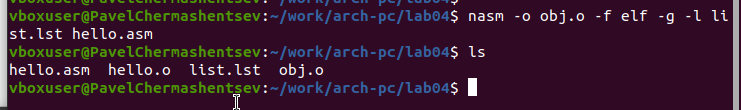 vboxuser@PavelChermashentsev:~/work/arch-pc/lab04$ nasm -o obj.o -f elf -g -l li
st.lst hello.asm
vboxuser@PavelChermashentsev:~/work/arch-pc/lab04$ ls
hello.asm  hello.o  list.lst  obj.o
vboxuser@PavelChermashentsev:~/work/arch-pc/lab04$